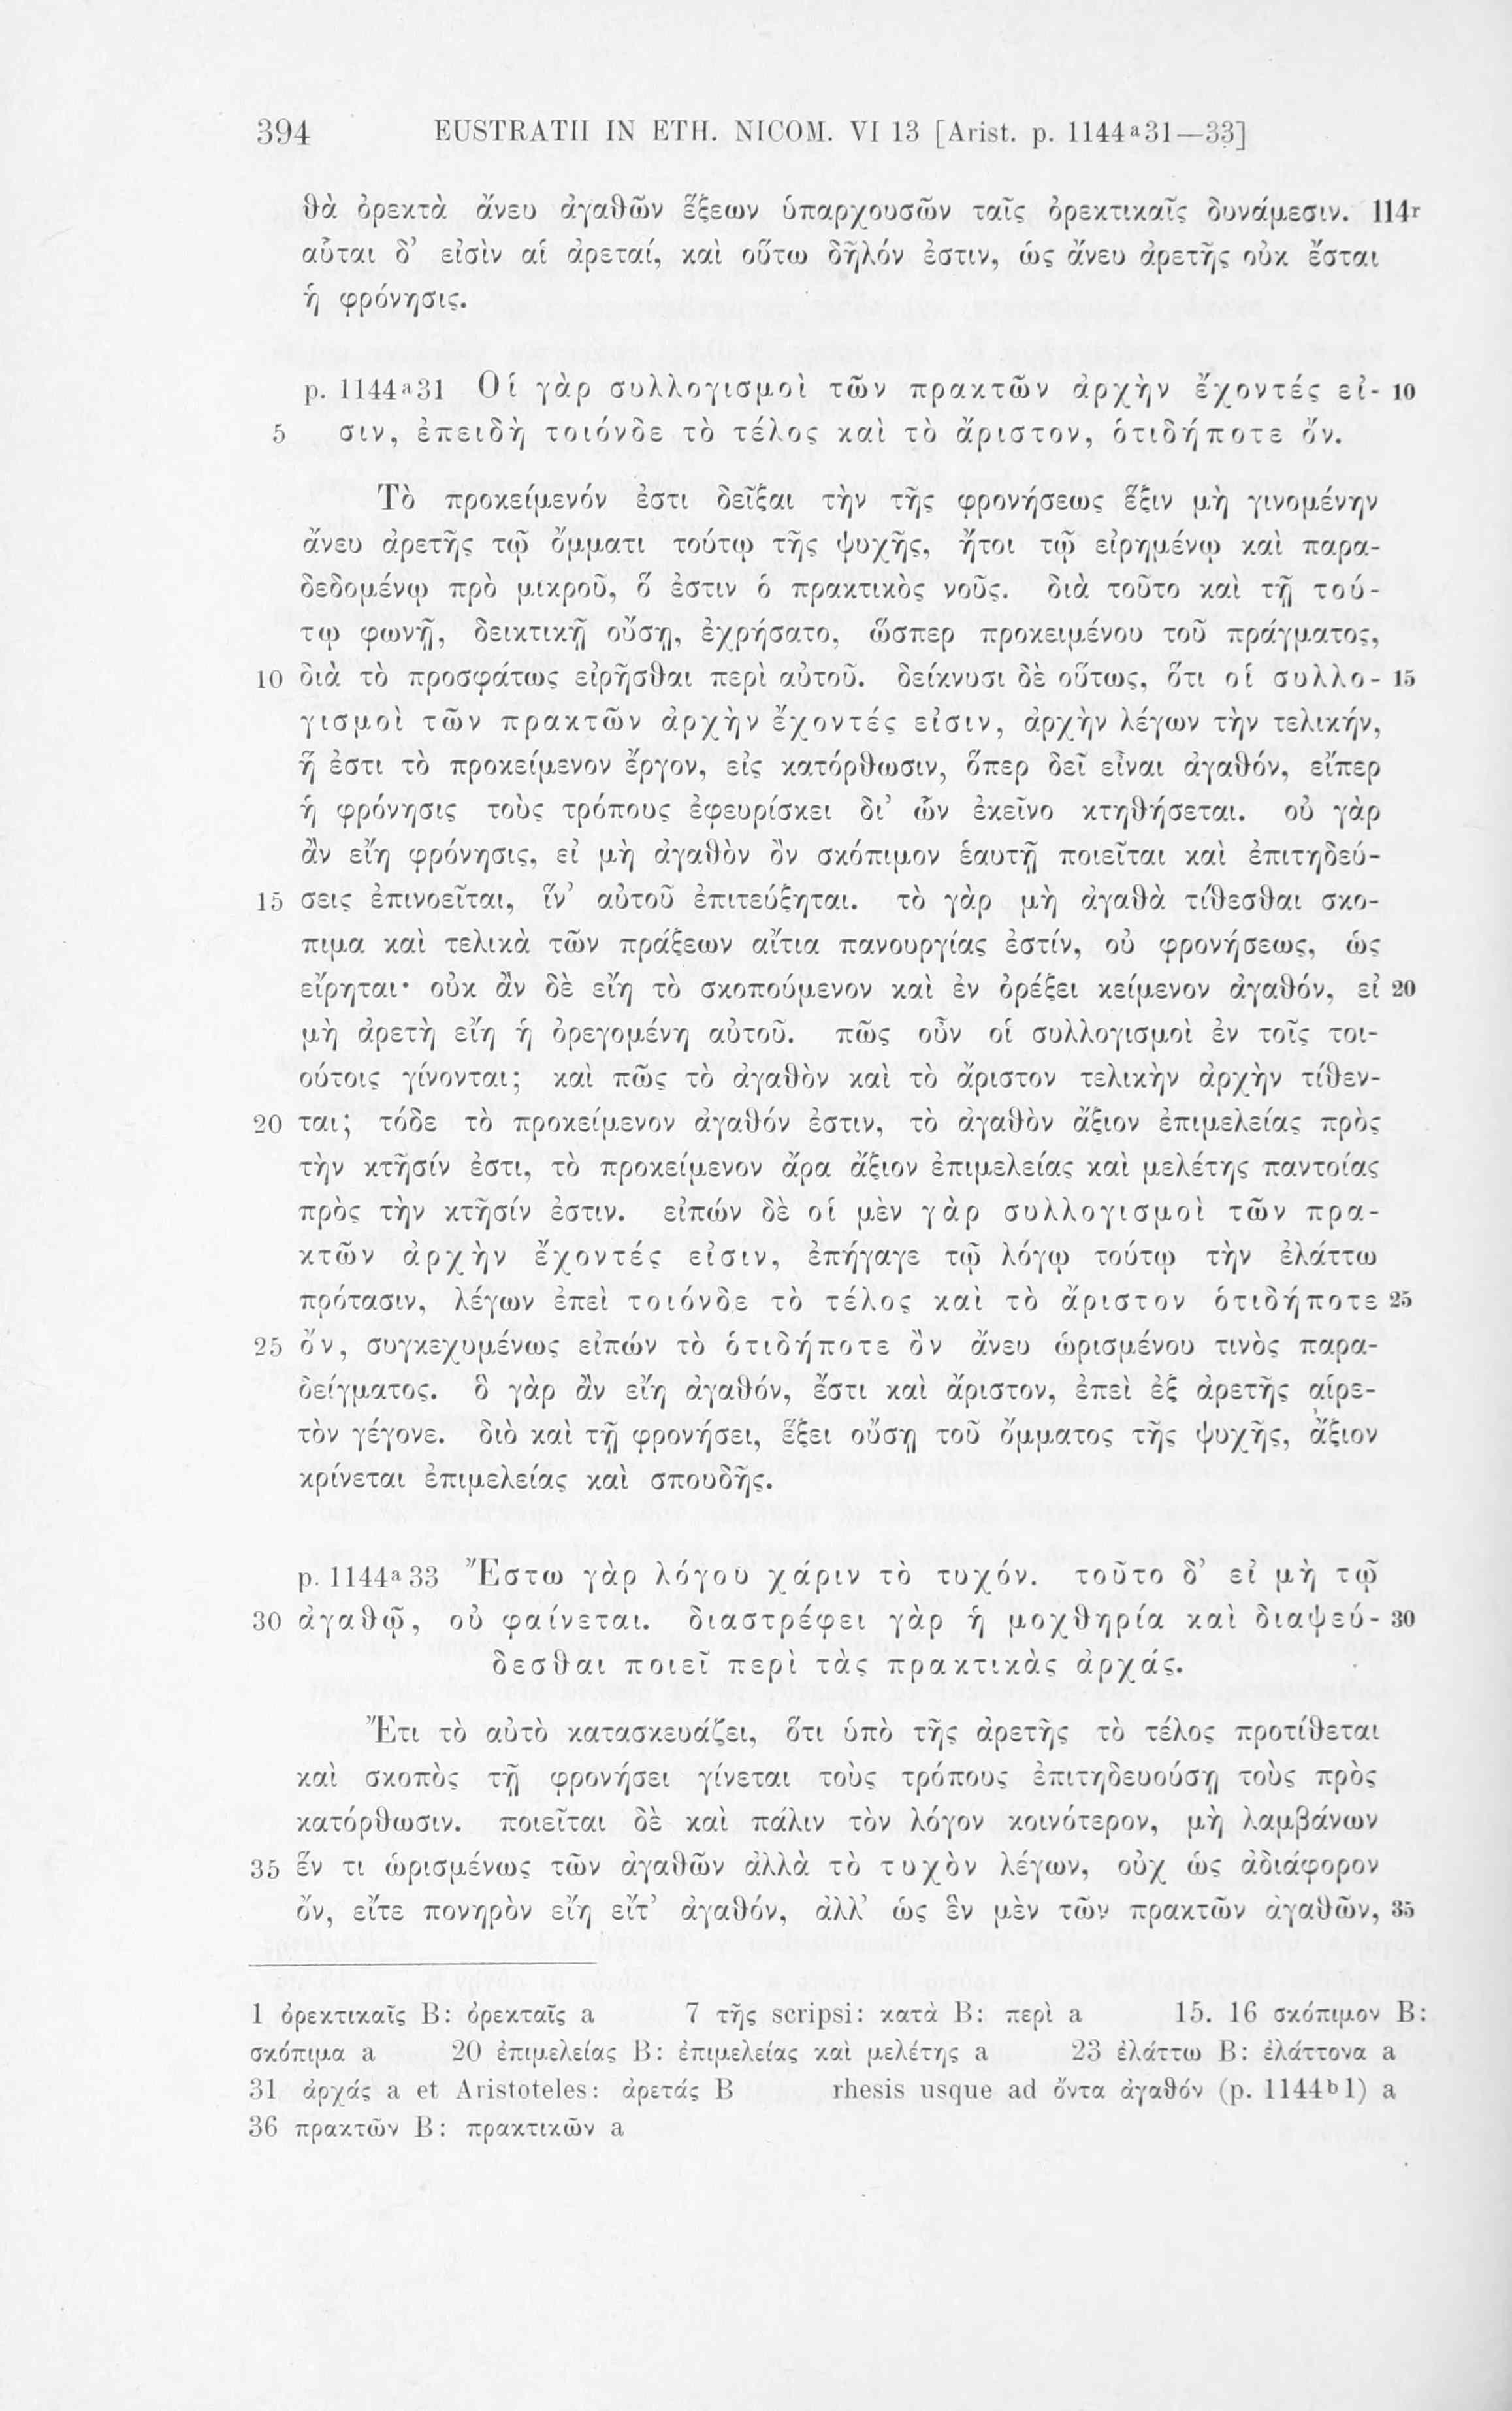 394 EUSTRATII IN ETH. NICOM. VI 13 [Arist. p. 1144ᵃ31—33]
θὰ ὀρεκτὰ ἄνευ ἀγαθῶν ἕξεων ὑπαρχουσῶν ταῖς ὀρεκτικαῖς δυνάμεσιν. 114ʳ
αὗται δ’ εἰσὶν αἱ ἀρεταί, καὶ οὕτω δῆλόν ἐστιν, ὡς ἄνευ ἀρετῆς οὐκ ἔσται
ἡ φρόνησις.
p. 1144ᵃ31 Οἱ γὰρ συλλογισμοὶ τῶν πρακτῶν ἀρχὴν ἔχοντές εἰ- 10
5 σιν, ἐπειδὴ τοιόνδε τὸ τέλος καὶ τὸ ἄριστον, ὁτιδήποτε ὄν.
Τὸ προκείμενόν ἐστι δεῖξαι τὴν τῆς φρονήσεως ἕξιν μὴ γινομένην
ἄνευ ἀρετῆς τῷ ὄμματι τούτῳ τῆς ψυχῆς, ἤτοι τῷ εἰρημένῳ καὶ παρα-
δεδομένῳ πρὸ μικροῦ, ὅ ἐστιν ὁ πρακτικὸς νοῦς. διὰ τοῦτο καὶ τῇ τού-
τῳ φωνῇ, δεικτικῇ οὔσῃ, ἐχρήσατο, ὥσπερ προκειμένου τοῦ πράγματος,
10 διὰ τὸ προσφάτως εἰρῆσθαι περὶ αὐτοῦ. δείκνυσι δὲ οὕτως, ὅτι οἱ συλλο- 15
γισμοὶ τῶν πρακτῶν ἀρχὴν ἔχοντές εἰσιν, ἀρχὴν λέγων τὴν τελικήν,
ἥ ἐστι τὸ προκείμενον ἔργον, εἰς κατόρθωσιν, ὅπερ δεῖ εἶναι ἀγαθόν, εἴπερ
ἡ φρόνησις τοὺς τρόπους ἐφευρίσκει δι’ ὧν ἐκεῖνο κτηθήσεται. οὐ γὰρ
ἂν εἴη φρόνησις, εἰ μὴ ἀγαθὸν ὂν σκόπιμον ἑαυτῇ ποιεῖται καὶ ἐπιτηδεύ-
15 σεις ἐπινοεῖται, ἵν’ αὐτοῦ ἐπιτεύξηται. τὸ γὰρ μὴ ἀγαθὰ τίθεσθαι σκο-
πιμα καὶ τελικὰ τῶν πράξεων αἴτια πανουργίας ἐστίν, οὐ φρονήσεως, ὡς
εἴρηται· οὐκ ἂν δὲ εἴη τὸ σκοπούμενον καὶ ἐν ὀρέξει κείμενον ἀγαθόν, εἰ 20
μὴ ἀρετὴ εἴη ἡ ὀρεγομένη αὐτοῦ. πῶς οὖν οἱ συλλογισμοὶ ἐν τοῖς τοι-
ούτοις γίνονται; καὶ πῶς τὸ ἀγαθὸν καὶ τὸ ἄριστον τελικὴν ἀρχὴν τίθεν-
20 ται; τόδε τὸ προκείμενον ἀγαθόν ἐστιν, τὸ ἀγαθὸν ἄξιον ἐπιμελείας πρὸς
τὴν κτῆσίν ἐστι, τὸ προκείμενον ἄρα ἄξιον ἐπιμελείας καὶ μελέτης παντοίας
πρὸς τὴν κτῆσίν ἐστιν. εἰπών δὲ οἱ μὲν γὰρ συλλογισμοὶ τῶν πρα-
κτῶν ἀρχὴν ἔχοντές εἰσιν, ἐπήγαγε τῷ λόγῳ τούτῳ τὴν ἐλάττω
πρότασιν, λέγων ἐπεὶ τοιόνδε τὸ τέλος καὶ τὸ ἄριστον ὁτιδήποτε 25
25 ὄν, συγκεχυμένως εἰπών τὸ ὁτιδήποτε ὂν ἄνευ ὡρισμένου τινὸς παρα-
δείγματος. ὃ γὰρ ἂν εἴη ἀγαθόν, ἔστι καὶ ἄριστον, ἐπεὶ ἐξ ἀρετῆς αἱρε-
τὸν γέγονε. διὸ καὶ τῇ φρονήσει, ἕξει οὔσῃ τοῦ ὄμματος τῆς ψυχῆς, ἄξιον
κρίνεται ἐπιμελείας καὶ σπουδῆς.
p. 1144ᵃ33 Ἔστω γὰρ λόγου χάριν τὸ τυχόν. τοῦτο δ’ εἰ μὴ τῷ
30 ἀγαθῷ, οὐ φαίνεται. διαστρέφει γὰρ ἡ μοχθηρία καὶ διαψεύ- 30
δεσθαι ποιεῖ περὶ τὰς πρακτικὰς ἀρχάς.
Ἔτι τὸ αὐτὸ κατασκευάζει, ὅτι ὑπὸ τῆς ἀρετῆς τὸ τέλος προτίθεται
καὶ σκοπὸς τῇ φρονήσει γίνεται τοὺς τρόπους ἐπιτηδευούσῃ τοὺς πρὸς
κατόρθωσιν. ποιεῖται δὲ καὶ πάλιν τὸν λόγον κοινότερον, μὴ λαμβάνων
35 ἕν τι ὡρισμένως τῶν ἀγαθῶν ἀλλὰ τὸ τυχὸν λέγων, οὐχ ὡς ἀδιάφορον
ὄν, εἴτε πονηρὸν εἴη εἴτ’ ἀγαθόν, ἀλλ’ ὡς ἓν μὲν τῶν πρακτῶν ἀγαθῶν, 35
1 ὀρεκτικαῖς B: ὀρεκταῖς a 7 τῆς scripsi: κατὰ B: περὶ a 15. 16 σκόπιμον B:
σκόπιμα a 20 ἐπιμελείας B: ἐπιμελείας καὶ μελέτης a 23 ἐλάττω B: ἐλάττονα a
31 ἀρχάς a et Aristoteles: ἀρετάς B rhesis usque ad ὄντα ἀγαθόν (p. 1144ᵇ1) a
36 πρακτῶν B: πρακτικῶν a